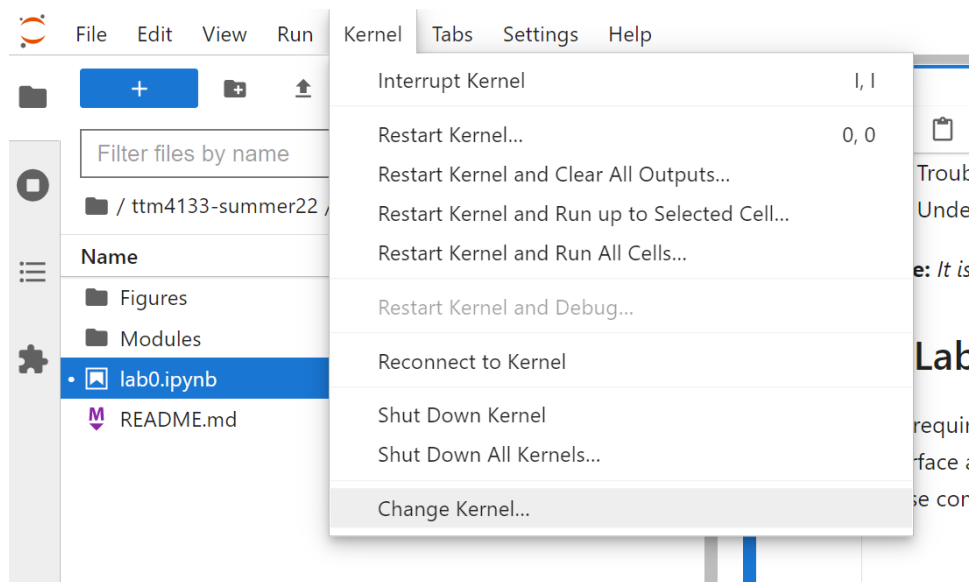 File Edit View Run Kernel Tabs Settings Help
+
Filter files by name
/ ttm4133-summer22 /
Name
Figures
Modules
lab0.ipynb
README.md
Interrupt Kernel I, I
Restart Kernel... 0, 0
Restart Kernel and Clear All Outputs...
Restart Kernel and Run up to Selected Cell...
Restart Kernel and Run All Cells...
Restart Kernel and Debug...
Reconnect to Kernel
Shut Down Kernel
Shut Down All Kernels...
Change Kernel...
Troub
Unde
e: It is
Lab
requir
rface a
se con